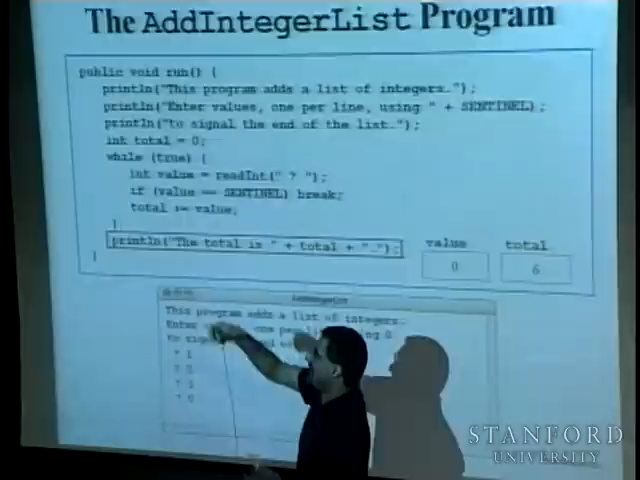 The AddIntegerList Program
public void run() {
println("This program adds a list of integers.");
println("Enter values, one per line, using " + SENTINEL);
println("to signal the end of the list.");
int total = 0;
while (true) {
int value = readInt(" ? ");
if (value == SENTINEL) break;
total += value;
}
println("The total is " + total + ".");
}
value total
0 6
This program adds a list of integers.
Enter one per
? 1
? 0
STANFORD
UNIVERSITY